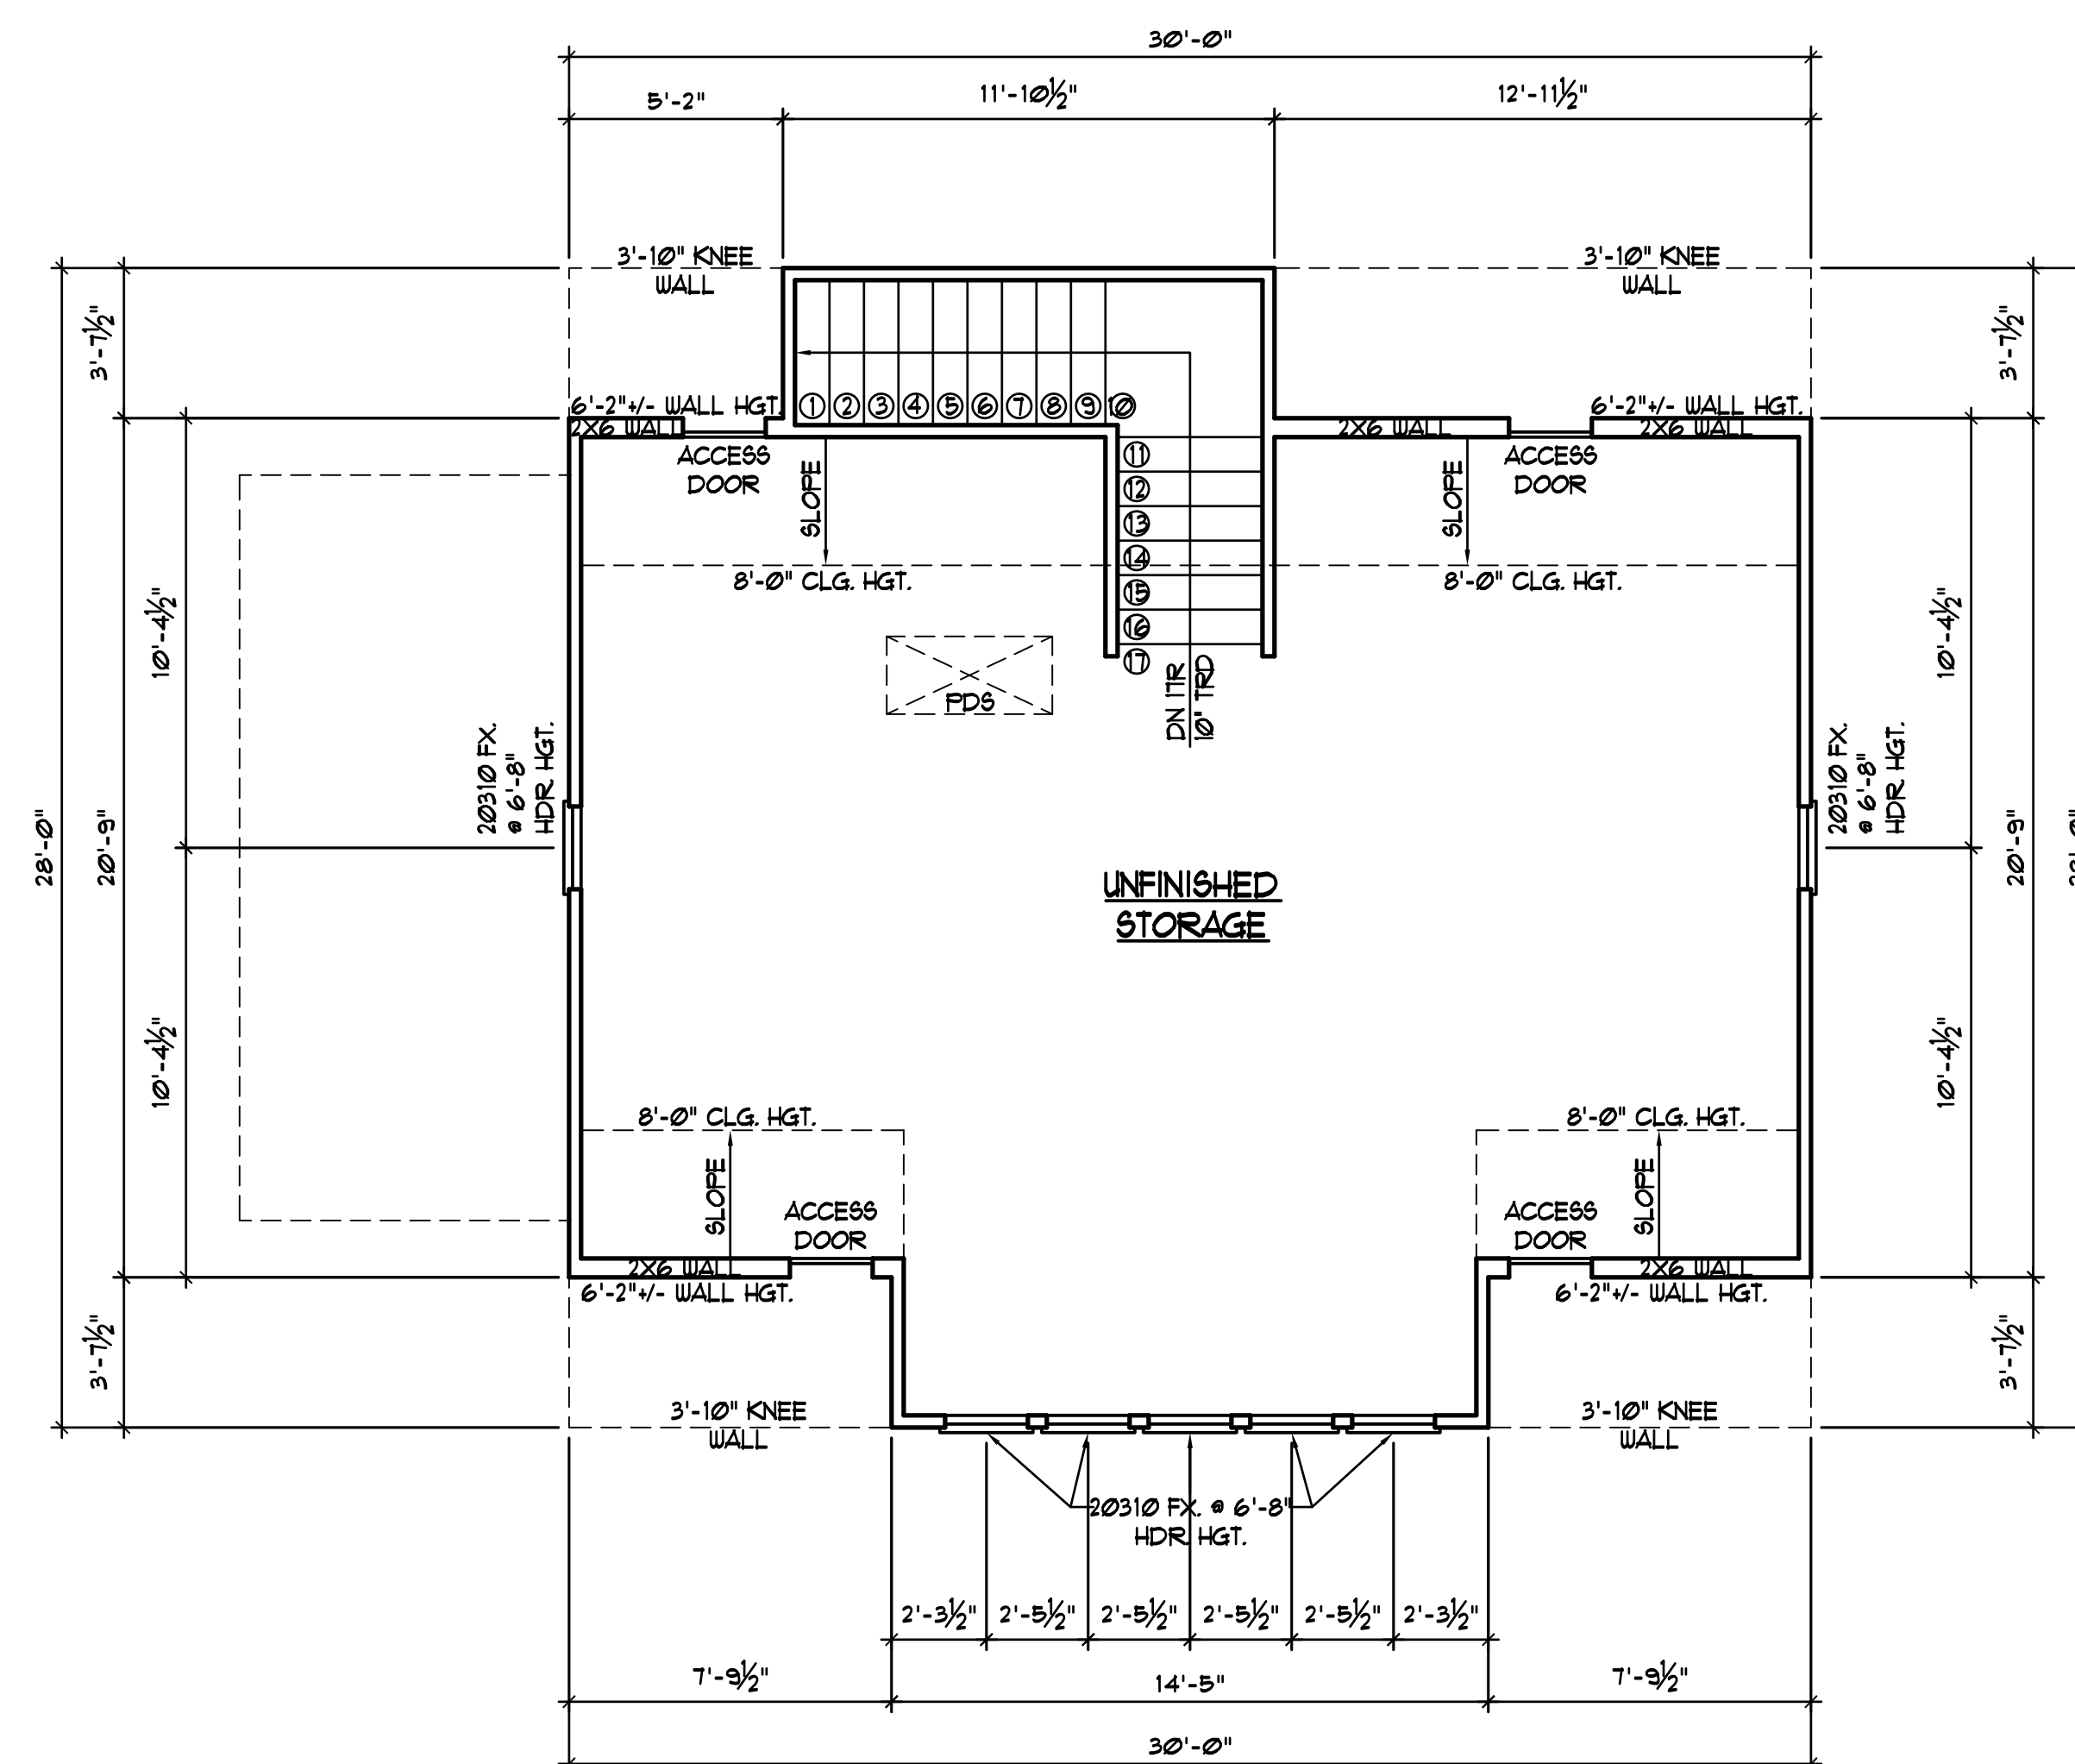 30'-0"
5'-2"
11'-10½"
12'-11½"
3'-10" KNEE
WALL
3'-10" KNEE
WALL
3'-7½"
3'-7½"
6'-2"+/- WALL HGT.
2X6 WALL
1 2 3 4 5 6 7 8 9 10
6'-2"+/- WALL HGT.
2X6 WALL
2X6 WALL
ACCESS
DOOR
SLOPE
11
12
13
14
15
16
17
SLOPE
ACCESS
DOOR
8'-0" CLG. HGT.
8'-0" CLG. HGT.
10'-4½"
10'-4½"
PDS
DN 17R
10" TRD
20310 FX.
@ 6'-8"
HDR. HGT.
20310 FX.
@ 6'-8"
HDR. HGT.
28'-0"
20'-9"
20'-9"
UNFINISHED
STORAGE
10'-4½"
10'-4½"
8'-0" CLG. HGT.
8'-0" CLG. HGT.
SLOPE
ACCESS
DOOR
ACCESS
DOOR
SLOPE
2X6 WALL
6'-2"+/- WALL HGT.
2X6 WALL
6'-2"+/- WALL HGT.
3'-7½"
3'-7½"
3'-10" KNEE
WALL
3'-10" KNEE
WALL
20310 FX. @ 6'-8"
HDR. HGT.
2'-3½" 2'-5½" 2'-5½" 2'-5½" 2'-5½" 2'-3½"
7'-9½"
14'-5"
7'-9½"
30'-0"